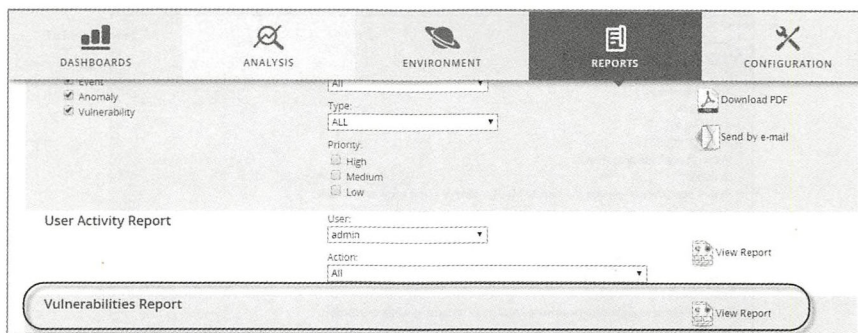 DASHBOARDS
ANALYSIS
ENVIRONMENT
REPORTS
CONFIGURATION
Event
Anomaly
Vulnerability
All
Type:
ALL
Priority:
High
Medium
Low
Download PDF
Send by e-mail
User Activity Report
User:
admin
Action:
All
View Report
Vulnerabilities Report
View Report